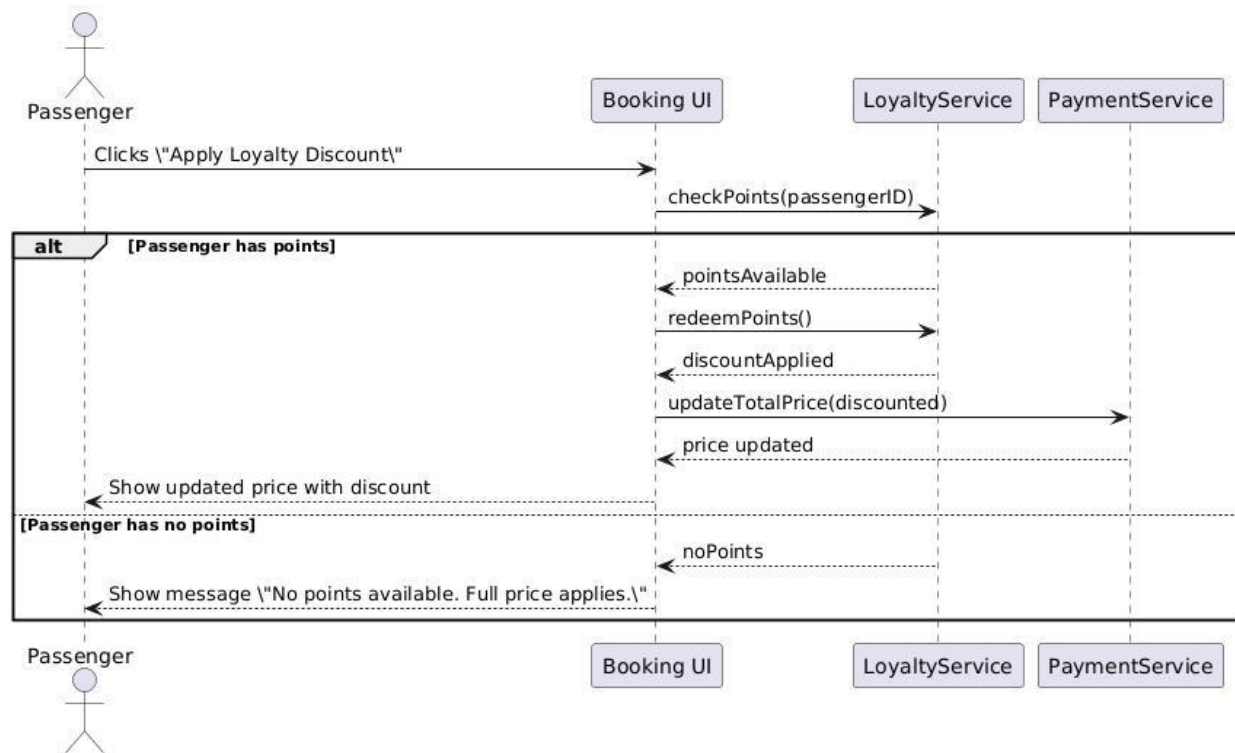 Passenger
Booking UI
LoyaltyService
PaymentService
Clicks \"Apply Loyalty Discount\"
checkPoints(passengerID)
alt
[Passenger has points]
pointsAvailable
redeemPoints()
discountApplied
updateTotalPrice(discounted)
price updated
Show updated price with discount
[Passenger has no points]
noPoints
Show message \"No points available. Full price applies.\"
Passenger
Booking UI
LoyaltyService
PaymentService